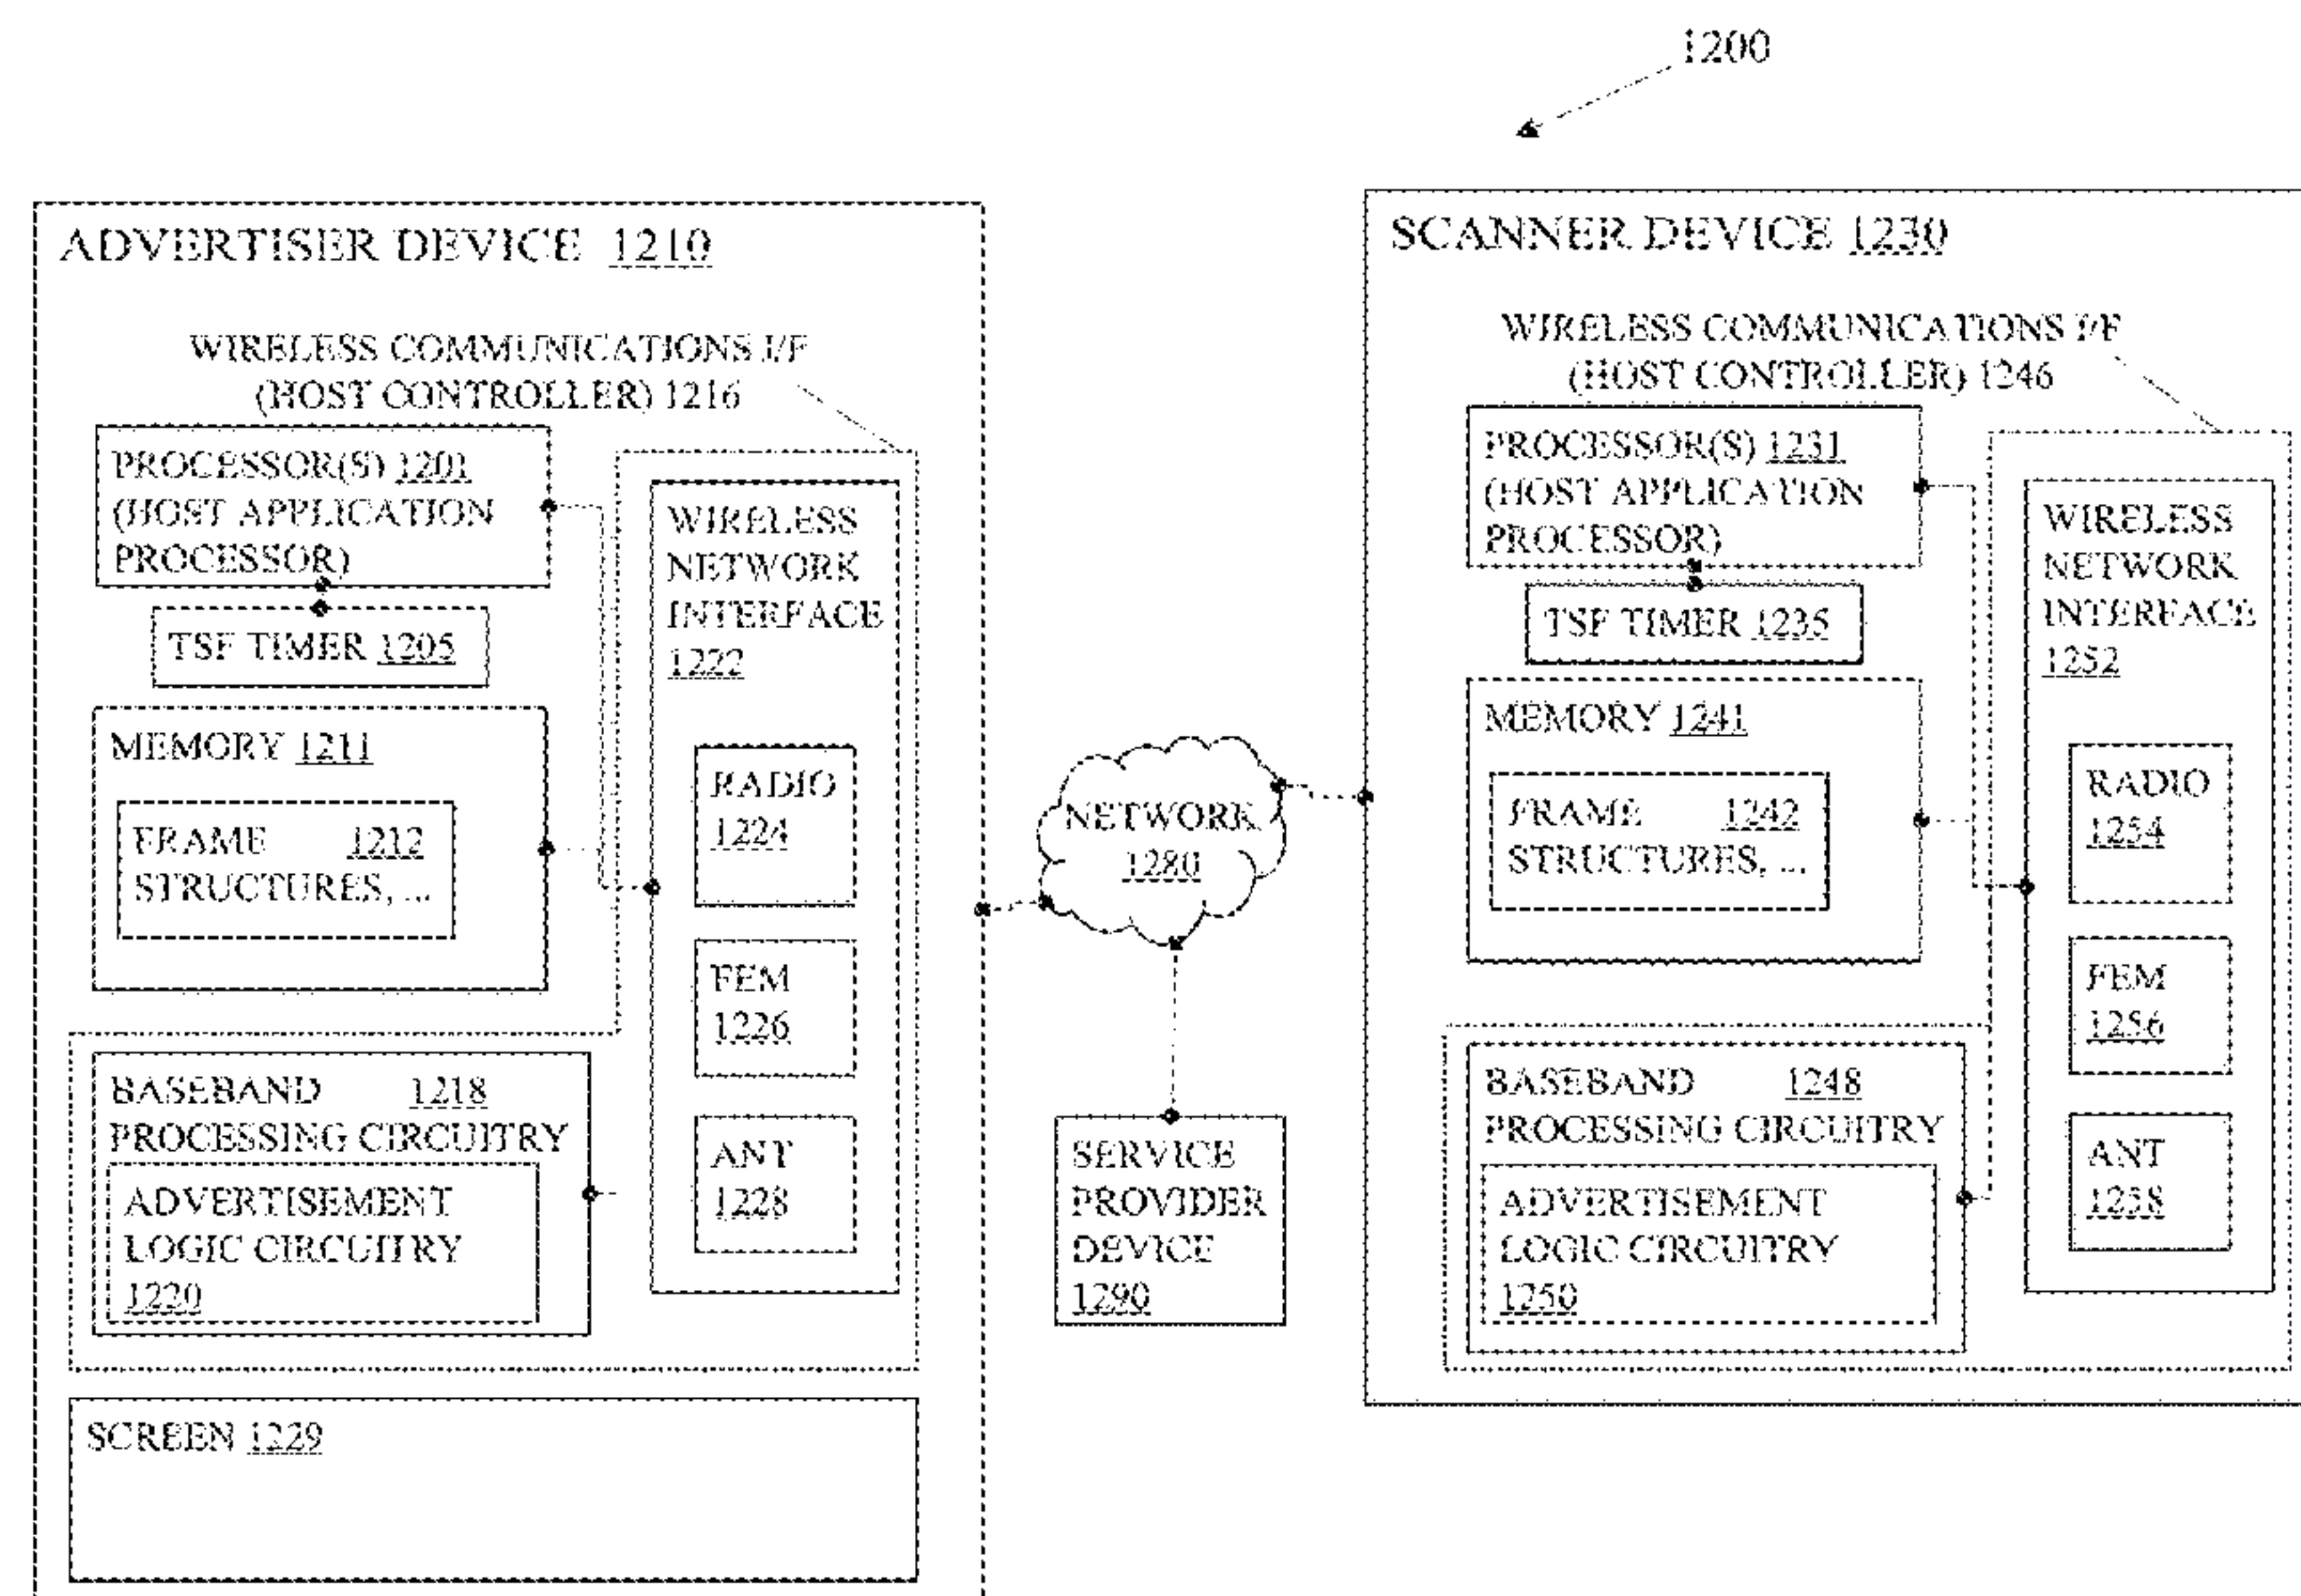 1200
ADVERTISER DEVICE 1210
WIRELESS COMMUNICATIONS I/F
(HOST CONTROLLER) 1216
PROCESSOR(S) 1201
(HOST APPLICATION
PROCESSOR)
TSF TIMER 1205
MEMORY 1211
FRAME 1212
STRUCTURES, ...
BASEBAND 1218
PROCESSING CIRCUITRY
ADVERTISEMENT
LOGIC CIRCUITRY
1220
WIRELESS
NETWORK
INTERFACE
1222
RADIO
1224
FEM
1226
ANT
1228
SCREEN 1229
NETWORK
1280
SERVICE
PROVIDER
DEVICE
1290
SCANNER DEVICE 1230
WIRELESS COMMUNICATIONS I/F
(HOST CONTROLLER) 1246
PROCESSOR(S) 1231
(HOST APPLICATION
PROCESSOR)
TSF TIMER 1235
MEMORY 1241
FRAME 1242
STRUCTURES, ...
BASEBAND 1248
PROCESSING CIRCUITRY
ADVERTISEMENT
LOGIC CIRCUITRY
1250
WIRELESS
NETWORK
INTERFACE
1252
RADIO
1254
FEM
1256
ANT
1258